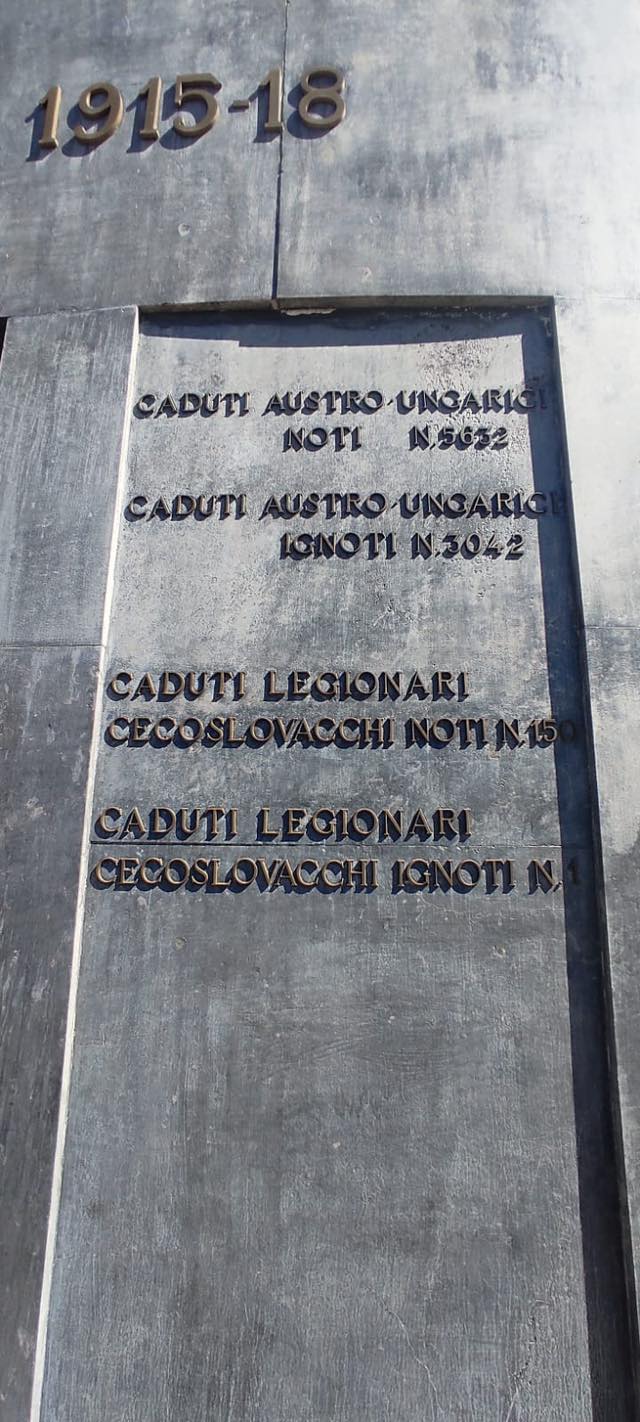 1915-18
CADUTI AUSTRO-UNGARICI
NOTI N.5632
CADUTI AUSTRO-UNGARICI
IGNOTI N.3042
CADUTI LEGIONARI
CECOSLOVACCHI NOTI N.150
CADUTI LEGIONARI
CECOSLOVACCHI IGNOTI N.1